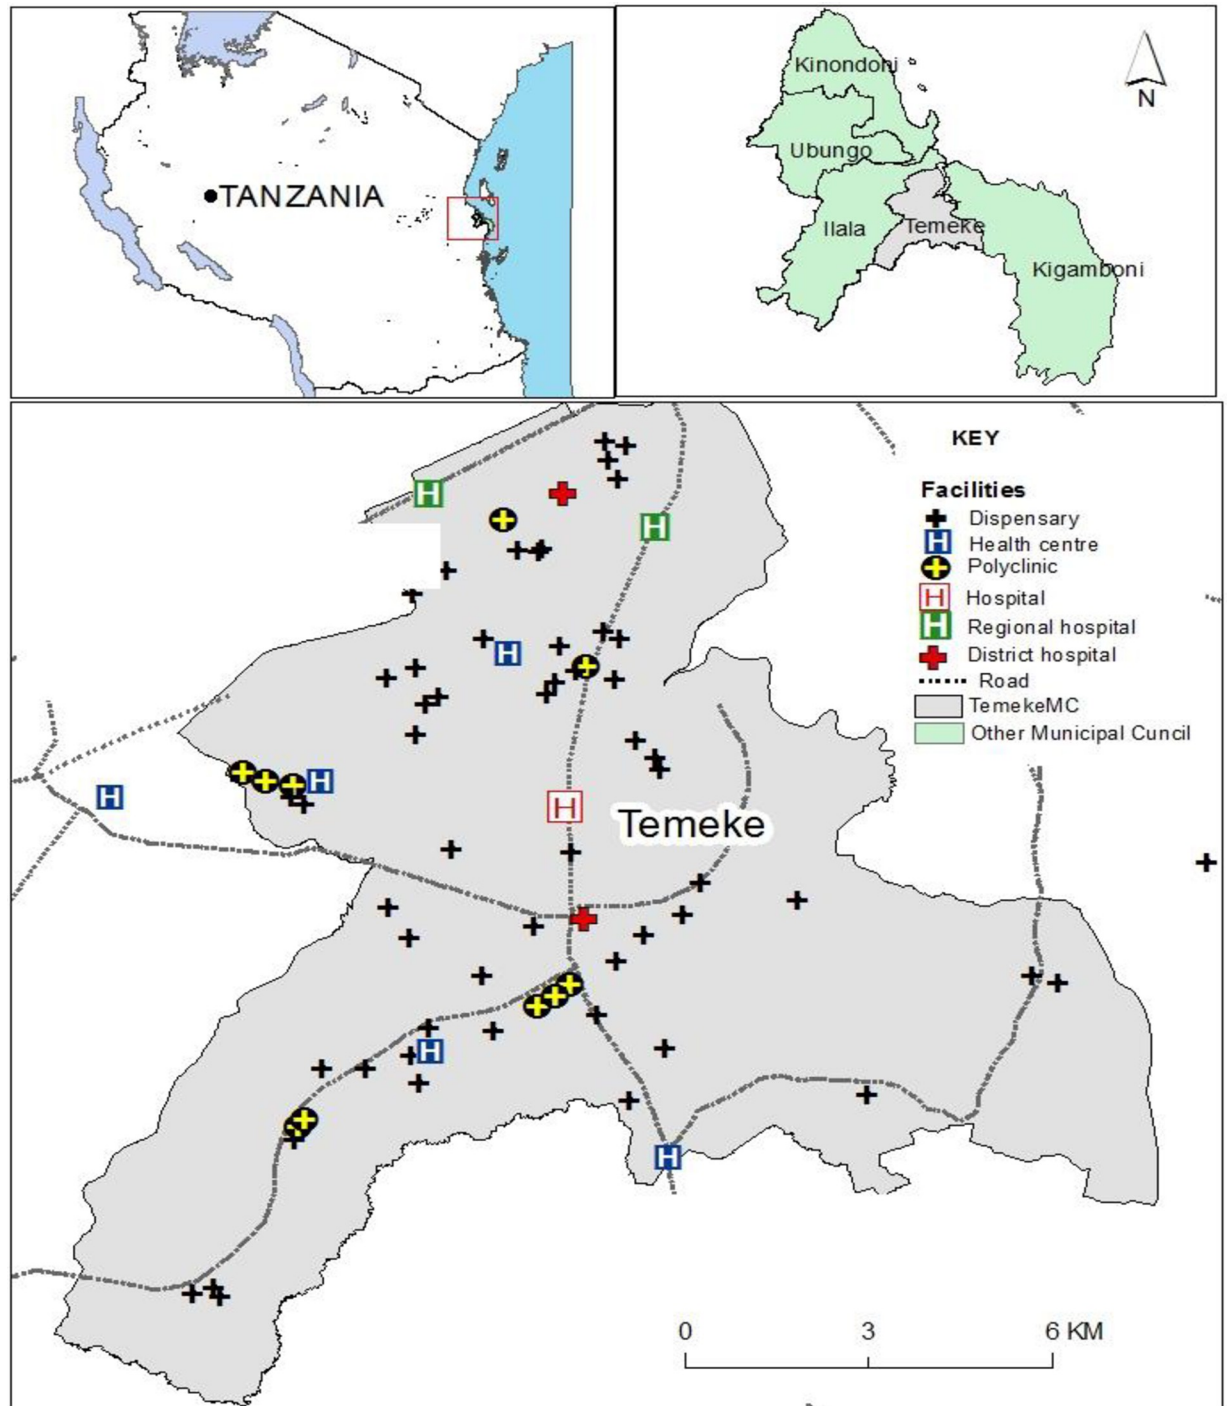 TANZANIA
Kinondoni
Ubungo
Ilala
Temeke
Kigamboni
N
KEY
Facilities
Dispensary
H Health centre
Polyclinic
H Hospital
H Regional hospital
District hospital
Road
TemekeMC
Other Municipal Cuncil
H
H
H
H
H
H
H
Temeke
H
H
0 3 6 KM